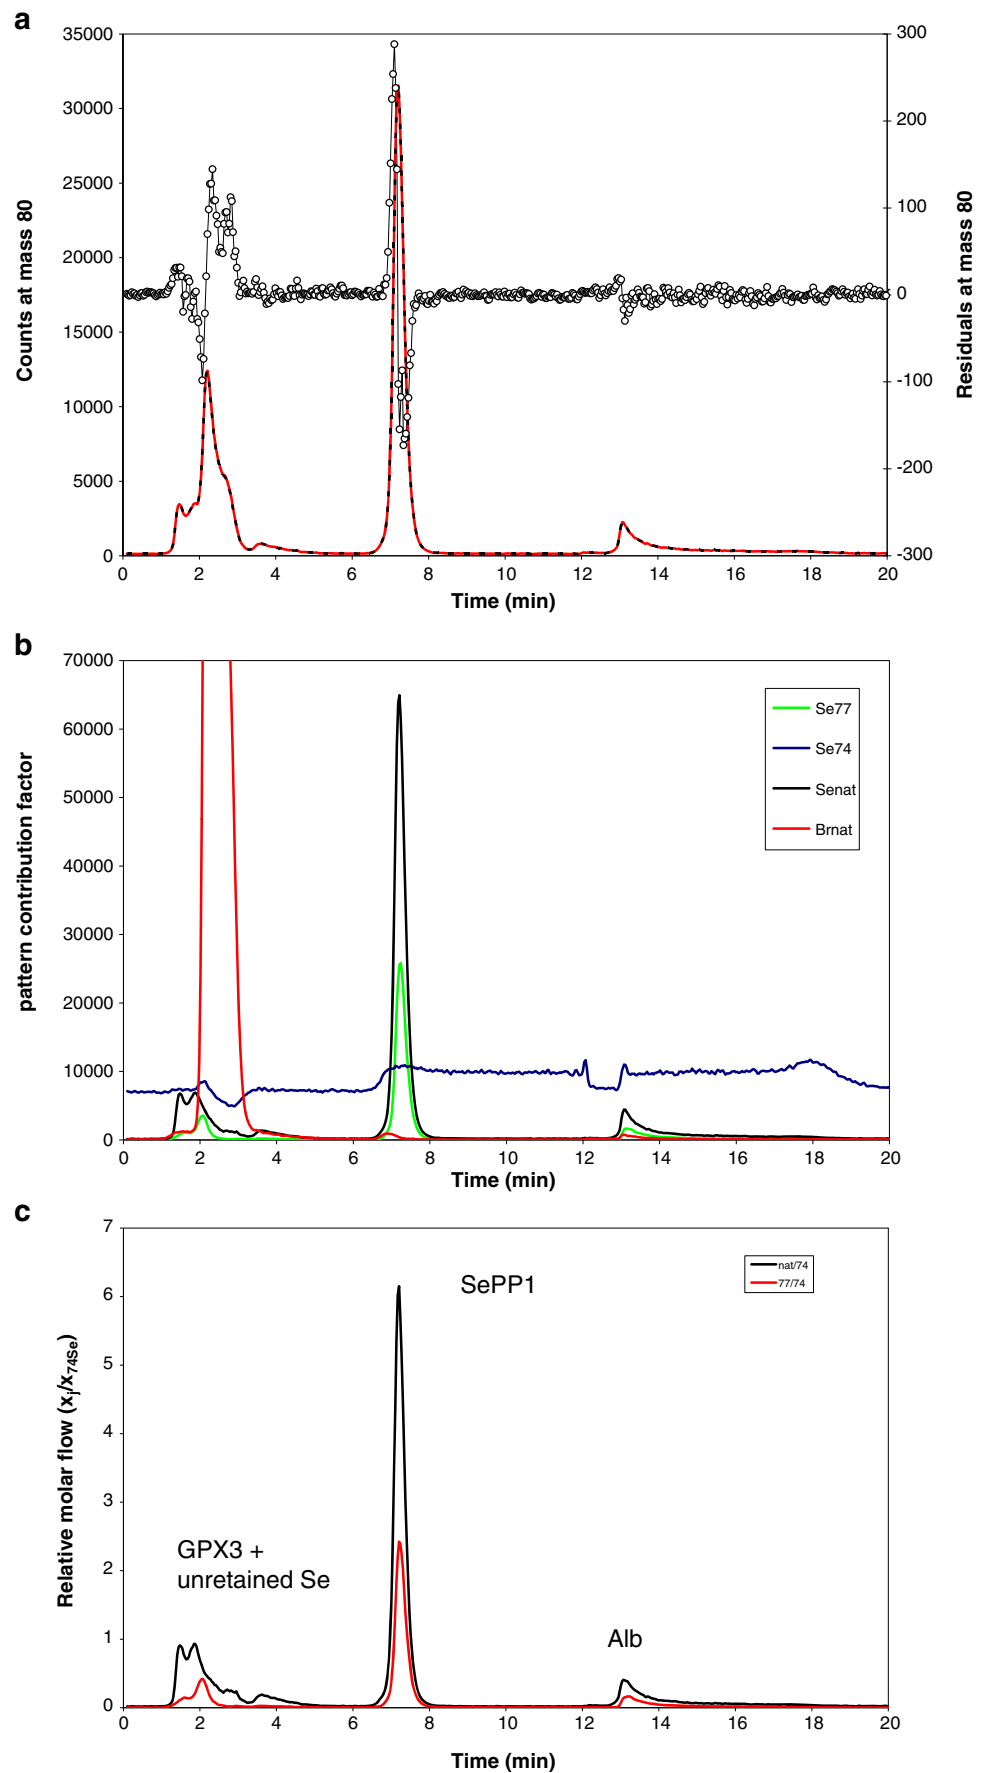 a
35000
30000
25000
20000
15000
10000
5000
0
300
200
100
0
-100
-200
-300
Counts at mass 80
Residuals at mass 80
0 2 4 6 8 10 12 14 16 18 20
Time (min)
b
70000
60000
50000
40000
30000
20000
10000
0
pattern contribution factor
Se77
Se74
Senat
Brnat
0 2 4 6 8 10 12 14 16 18 20
Time (min)
c
7
6
5
4
3
2
1
0
Relative molar flow (xj/x74Se)
nat/74
77/74
SePP1
GPX3 +
unretained Se
Alb
0 2 4 6 8 10 12 14 16 18 20
Time (min)